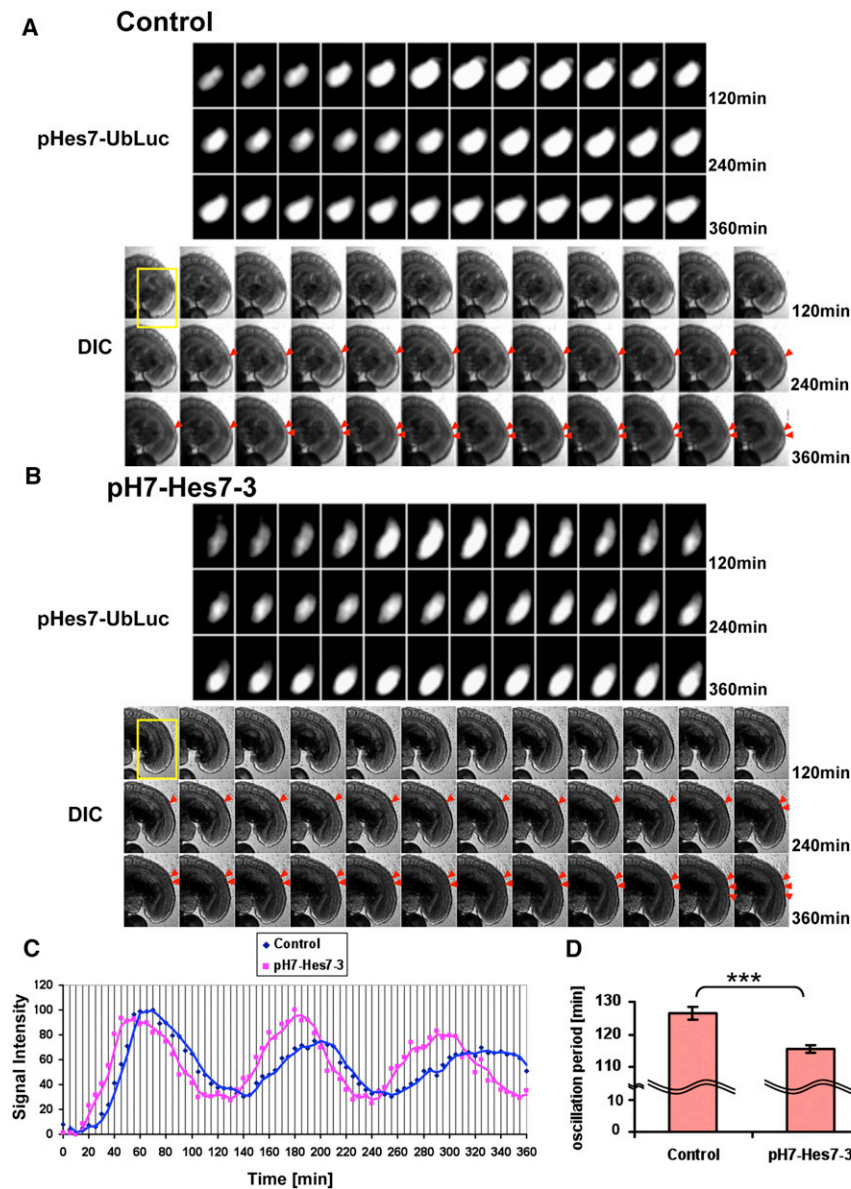 A
Control
pHes7-UbLuc
120min
240min
360min
DIC
120min
240min
360min
B
pH7-Hes7-3
pHes7-UbLuc
120min
240min
360min
DIC
120min
240min
360min
C
Control
pH7-Hes7-3
Signal Intensity
120
100
80
60
40
20
0
0 20 40 60 80 100 120 140 160 180 200 220 240 260 280 300 320 340 360
Time [min]
D
***
oscillation period [min]
130
120
110
10
0
Control
pH7-Hes7-3